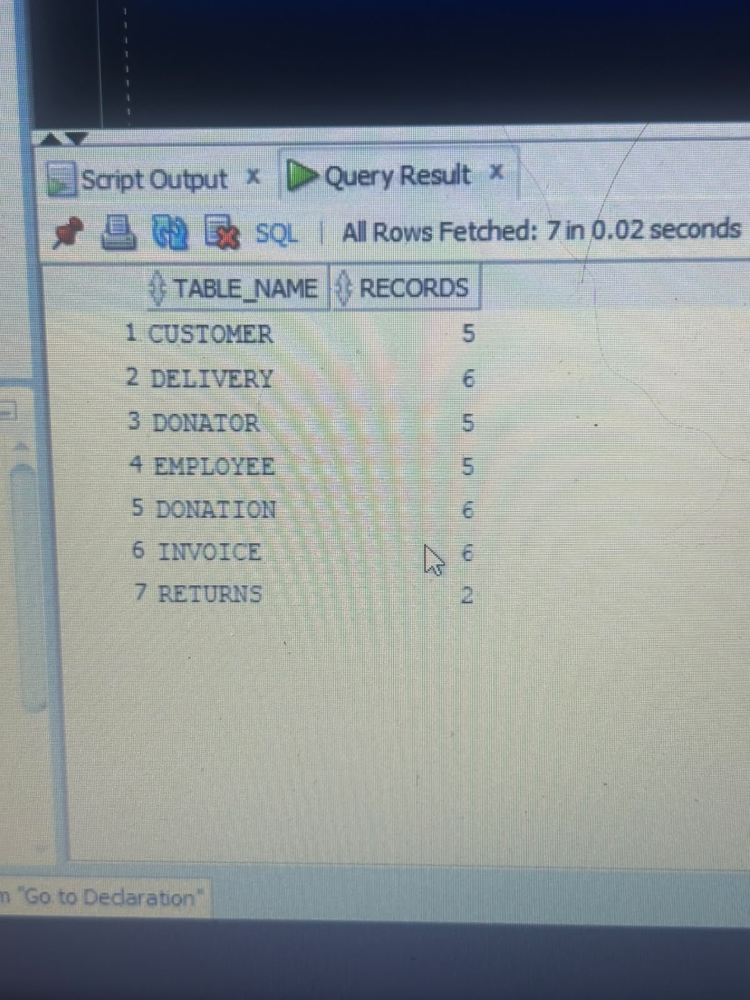 Script Output x Query Result x
SQL | All Rows Fetched: 7 in 0.02 seconds
TABLE_NAME RECORDS
1 CUSTOMER 5
2 DELIVERY 6
3 DONATOR 5
4 EMPLOYEE 5
5 DONATION 6
6 INVOICE 6
7 RETURNS 2
"Go to Declaration"